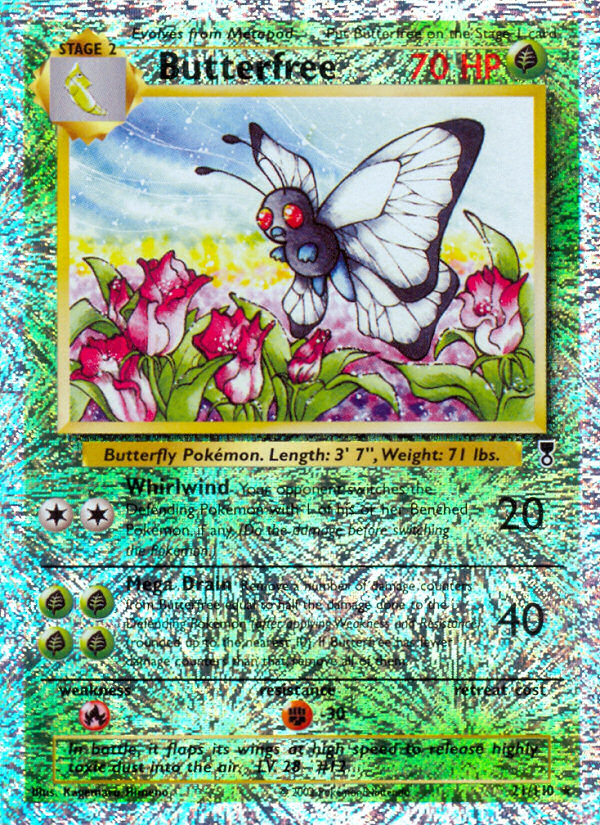 Evolves from Metapod Put Butterfree on the Stage 1 card
STAGE 2
Butterfree 70 HP
Butterfly Pokémon. Length: 3' 7", Weight: 71 lbs.
Whirlwind Your opponent switches the
Defending Pokémon with 1 of his or her Benched
Pokémon, if any. (Do the damage before switching
the Pokémon.)
20
Mega Drain Remove a number of damage counters
from Butterfree equal to half the damage done to the
Defending Pokémon (after applying Weakness and Resistance)
(rounded up to the nearest 10). If Butterfree has fewer
damage counters than that, remove all of them.
40
weakness resistance retreat cost
-30
In battle, it flaps its wings at high speed to release highly
toxic dust into the air. LV. 28 #12
Illus. Kagemaru Himeno 21/110